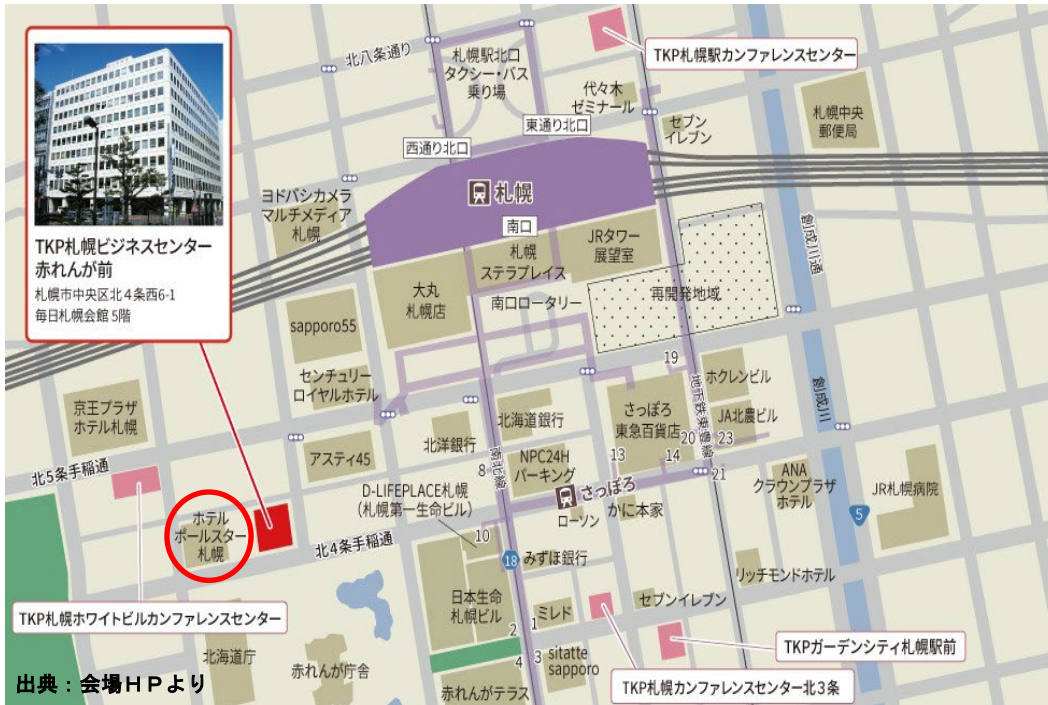 TKP札幌ビジネスセンター
赤れんが前
札幌市中央区北4条西6-1
毎日札幌会館 5階
北八条通り
札幌駅北口
タクシー・バス
乗り場
TKP札幌駅カンファレンスセンター
代々木
ゼミナール
セブン
イレブン
札幌中央
郵便局
東通り北口
西通り北口
ヨドバシカメラ
マルチメディア
札幌
札幌
南口
札幌
ステラプレイス
JRタワー
展望室
創成川通
大丸
札幌店
南口ロータリー
再開発地域
sapporo55
センチュリー
ロイヤルホテル
19
地下鉄東豊線
ホクレンビル
創成川
京王プラザ
ホテル札幌
北海道銀行
さっぽろ
東急百貨店
JA北農ビル
20
23
北洋銀行
アスティ45
南北線
8
NPC24H
パーキング
13
14
21
北5条手稲通
D-LIFEPLACE札幌
(札幌第一生命ビル)
さっぽろ
ANA
クラウンプラザ
ホテル
JR札幌病院
ローソン
かに本家
5
ホテル
ポールスター
札幌
北4条手稲通
10
18
みずほ銀行
リッチモンドホテル
日本生命
札幌ビル
セブンイレブン
TKP札幌ホワイトビルカンファレンスセンター
2
1
ミレド
北海道庁
赤れんが庁舎
4
3
sitatte
sapporo
TKPガーデンシティ札幌駅前
出典:会場HPより
赤れんがテラス
TKP札幌カンファレンスセンター北3条